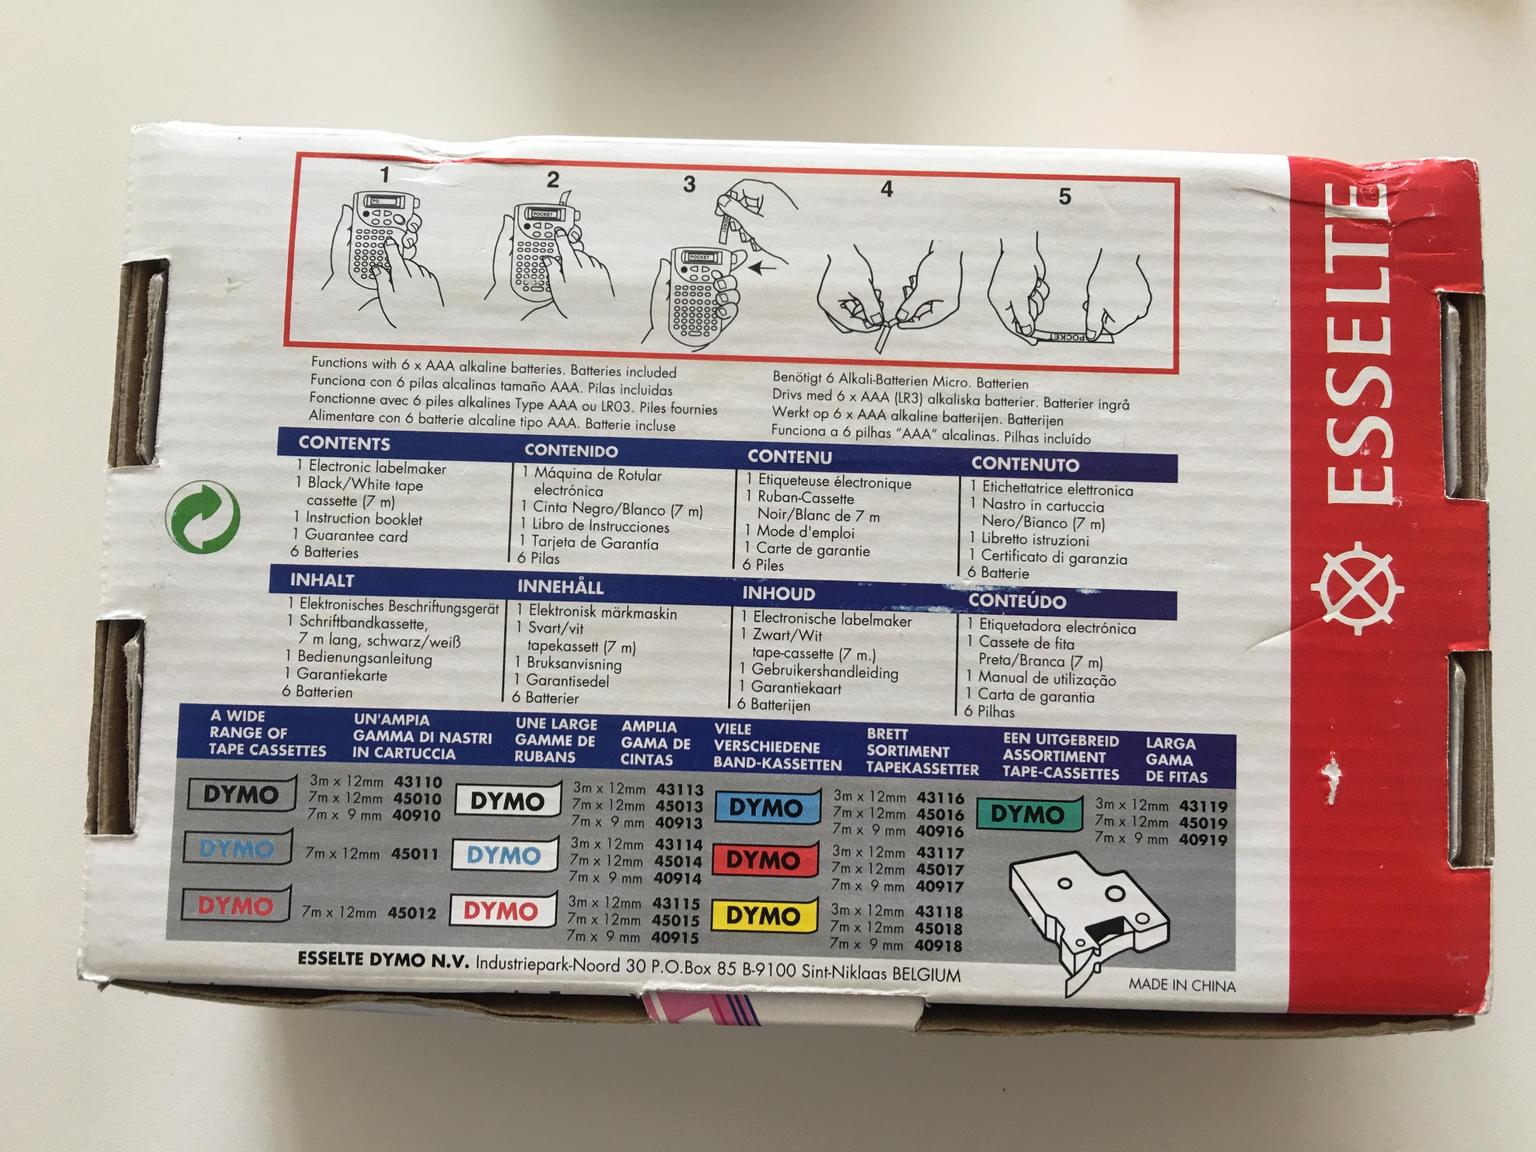 1
2
3
4
5
POCKET
POCKET
POCKET
Functions with 6 x AAA alkaline batteries. Batteries included
Funciona con 6 pilas alcalinas tamaño AAA. Pilas incluidas
Fonctionne avec 6 piles alkalines Type AAA ou LR03. Piles fournies
Alimentare con 6 batterie alcaline tipo AAA. Batterie incluse
Benötigt 6 Alkali-Batterien Micro. Batterien
Drivs med 6 x AAA (LR3) alkaliska batterier. Batterier ingrå
Werkt op 6 x AAA alkaline batterijen. Batterijen
Funciona a 6 pilhas "AAA" alcalinas. Pilhas incluído
CONTENTS
1 Electronic labelmaker
1 Black/White tape
cassette (7 m)
1 Instruction booklet
1 Guarantee card
6 Batteries
CONTENIDO
1 Máquina de Rotular
electrónica
1 Cinta Negro/Blanco (7 m)
1 Libro de Instrucciones
1 Tarjeta de Garantía
6 Pilas
CONTENU
1 Etiqueteuse électronique
1 Ruban-Cassette
Noir/Blanc de 7 m
1 Mode d'emploi
1 Carte de garantie
6 Piles
CONTENUTO
1 Etichettatrice elettronica
1 Nastro in cartuccia
Nero/Bianco (7 m)
1 Libretto istruzioni
1 Certificato di garanzia
6 Batterie
INHALT
1 Elektronisches Beschriftungsgerät
1 Schriftbandkassette,
7 m lang, schwarz/weiß
1 Bedienungsanleitung
1 Garantiekarte
6 Batterien
INNEHÅLL
1 Elektronisk märkmaskin
1 Svart/vit
tapekassett (7 m)
1 Bruksanvisning
1 Garantisedel
6 Batterier
INHOUD
1 Electronische labelmaker
1 Zwart/Wit
tape-cassette (7 m.)
1 Gebruikershandleiding
1 Garantiekaart
6 Batterijen
CONTEÚDO
1 Etiquetadora electrónica
1 Cassete de fita
Preta/Branca (7 m)
1 Manual de utilização
1 Carta de garantia
6 Pilhas
A WIDE
RANGE OF
TAPE CASSETTES
UN'AMPIA
GAMMA DI NASTRI
IN CARTUCCIA
UNE LARGE
GAMME DE
RUBANS
AMPLIA
GAMA DE
CINTAS
VIELE
VERSCHIEDENE
BAND-KASSETTEN
BRETT
SORTIMENT
TAPEKASSETTER
EEN UITGEBREID
ASSORTIMENT
TAPE-CASSETTES
LARGA
GAMA
DE FITAS
DYMO
3m x 12mm 43110
7m x 12mm 45010
7m x 9 mm 40910
DYMO
7m x 12mm 45011
DYMO
7m x 12mm 45012
DYMO
3m x 12mm 43113
7m x 12mm 45013
7m x 9 mm 40913
DYMO
3m x 12mm 43114
7m x 12mm 45014
7m x 9 mm 40914
DYMO
3m x 12mm 43115
7m x 12mm 45015
7m x 9 mm 40915
DYMO
3m x 12mm 43116
7m x 12mm 45016
7m x 9 mm 40916
DYMO
3m x 12mm 43117
7m x 12mm 45017
7m x 9 mm 40917
DYMO
3m x 12mm 43118
7m x 12mm 45018
7m x 9 mm 40918
DYMO
3m x 12mm 43119
7m x 12mm 45019
7m x 9 mm 40919
ESSELTE DYMO N.V. Industriepark-Noord 30 P.O.Box 85 B-9100 Sint-Niklaas BELGIUM
MADE IN CHINA
ESSELTE